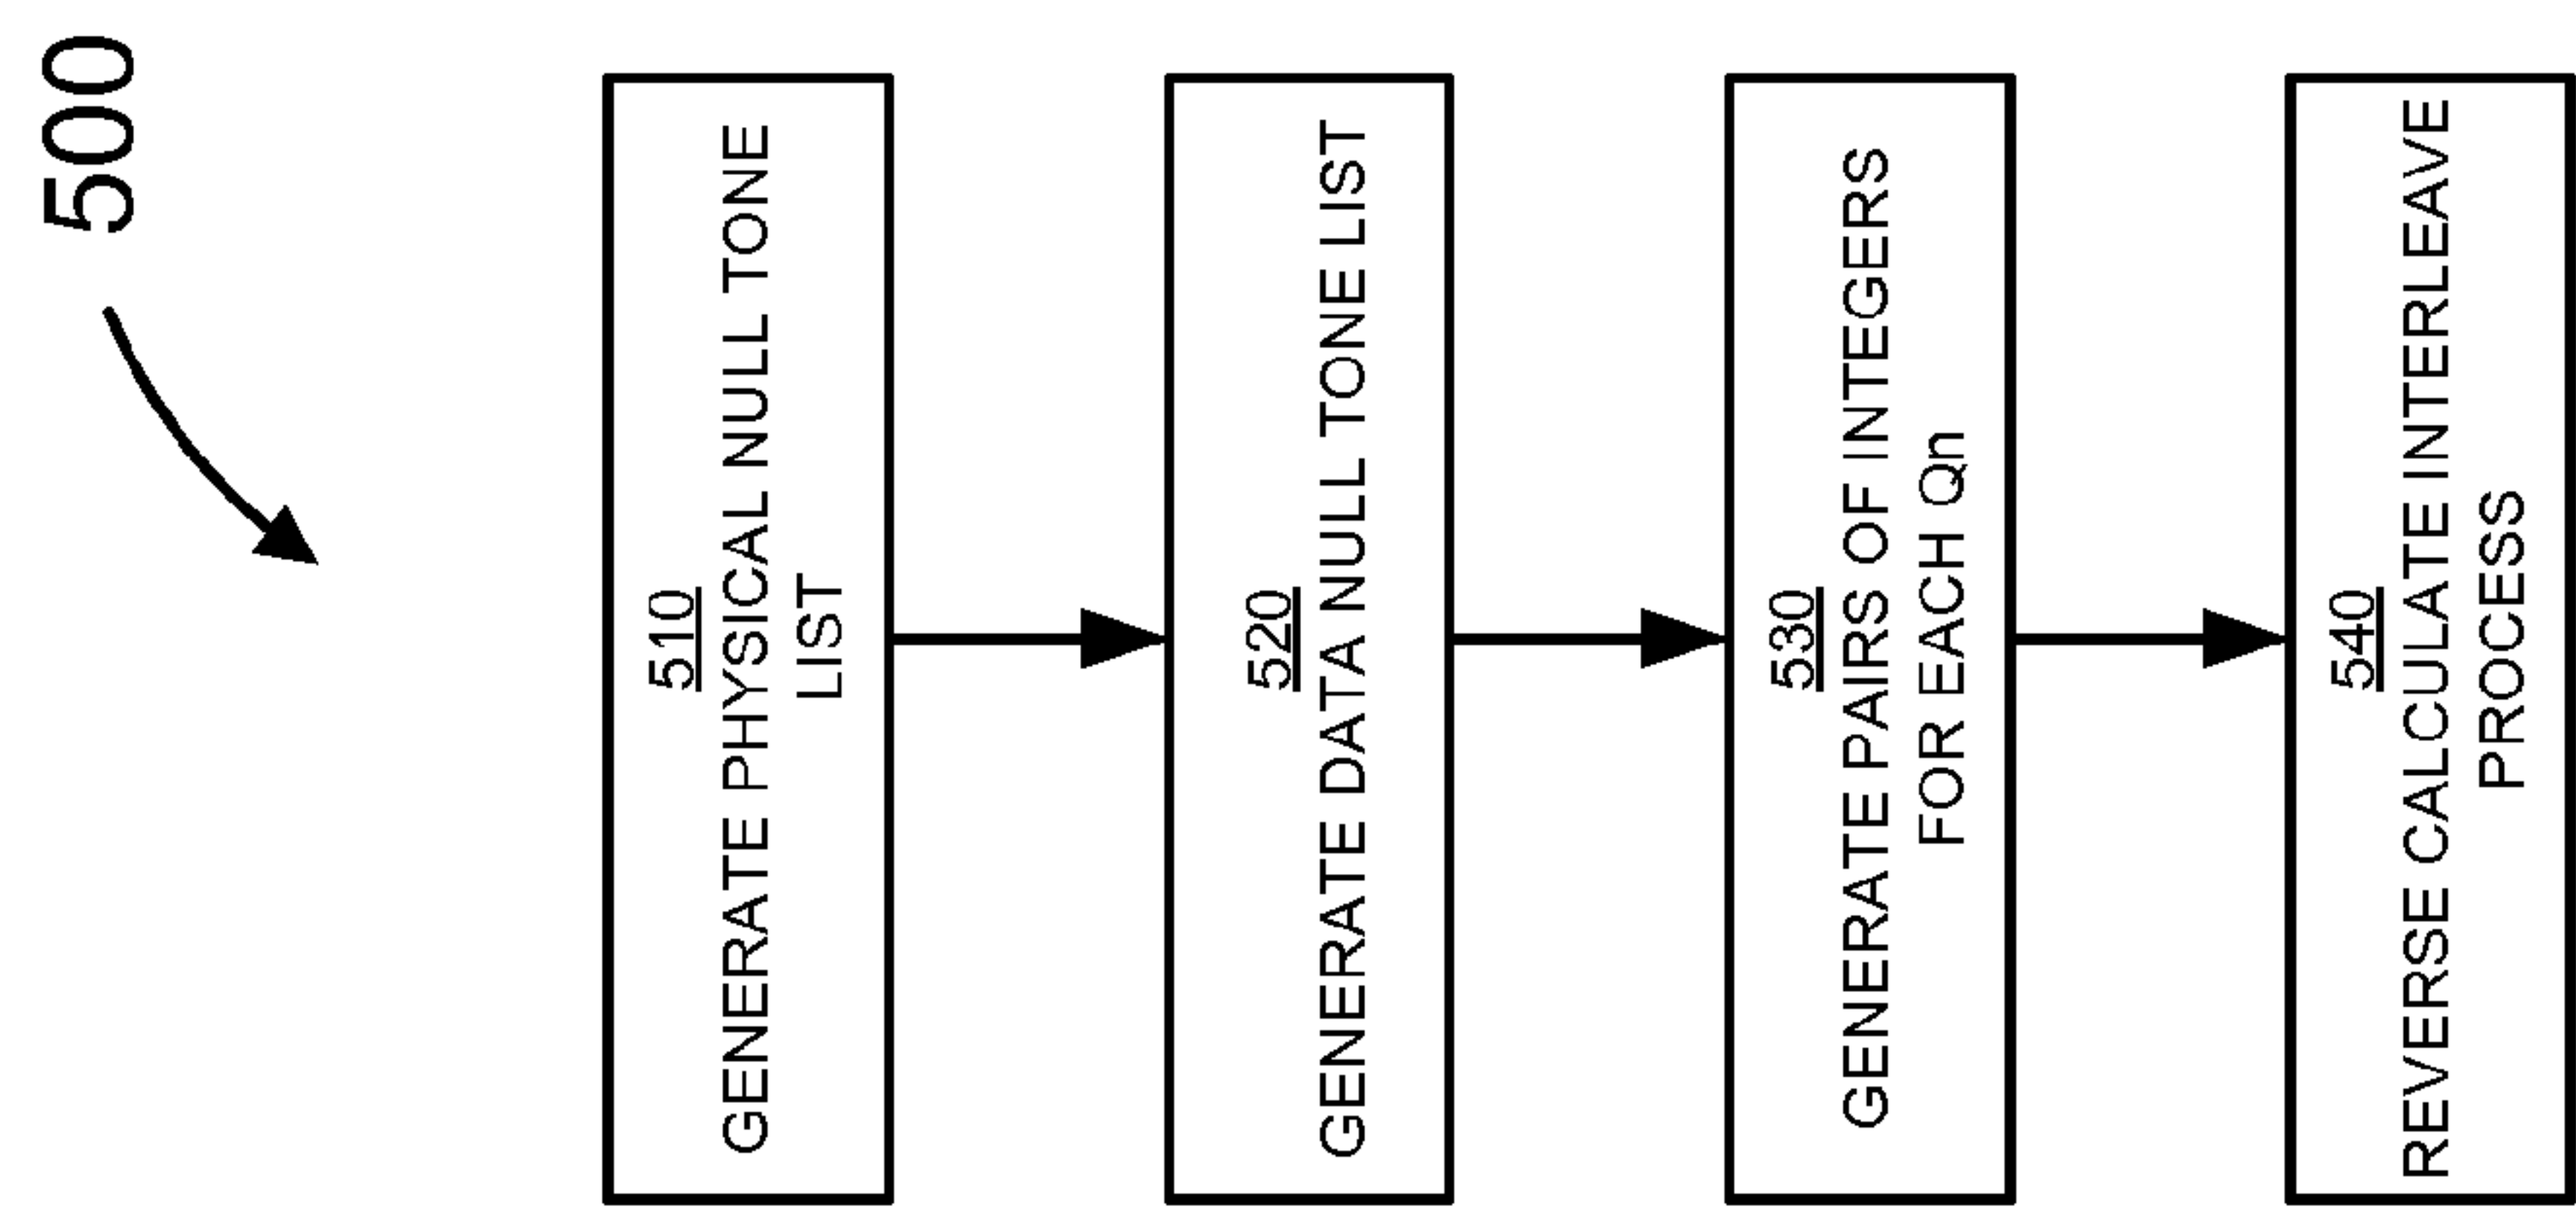 500
510
GENERATE PHYSICAL NULL TONE
LIST
520
GENERATE DATA NULL TONE LIST
530
GENERATE PAIRS OF INTEGERS
FOR EACH Qn
540
REVERSE CALCULATE INTERLEAVE
PROCESS